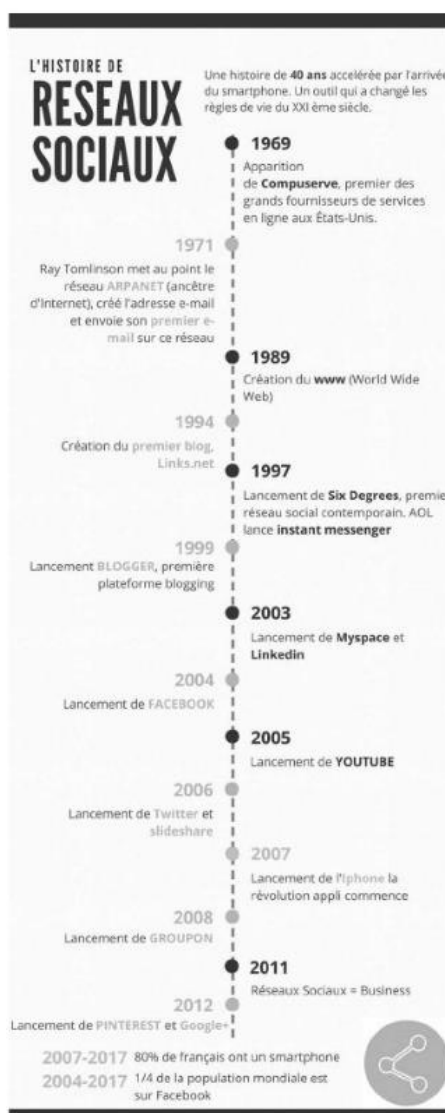 L'HISTOIRE DE
RESEAUX
SOCIAUX
Une histoire de 40 ans accelérée par l'arrivée
du smartphone. Un outil qui a changé les
règles de vie du XXI ème siècle.
1969
Apparition
de Compuserve, premier des
grands fournisseurs de services
en ligne aux États-Unis.
1971
Ray Tomlinson met au point le
réseau ARPANET (ancêtre
d'Internet), créé l'adresse e-mail
et envoie son premier e-
mail sur ce réseau
1989
Création du www (World Wide
Web)
1994
Création du premier blog,
Links.net
1997
Lancement de Six Degrees, premie
réseau social contemporain. AOL
lance instant messenger
1999
Lancement BLOGGER, première
plateforme blogging
2003
Lancement de Myspace et
Linkedin
2004
Lancement de FACEBOOK
2005
Lancement de YOUTUBE
2006
Lancement de Twitter et
slideshare
2007
Lancement de l'Iphone la
révolution appli commence
2008
Lancement de GROUPON
2011
Réseaux Sociaux = Business
2012
Lancement de PINTEREST et Google+
2007-2017 80% de français ont un smartphone
2004-2017 1/4 de la population mondiale est
sur Facebook